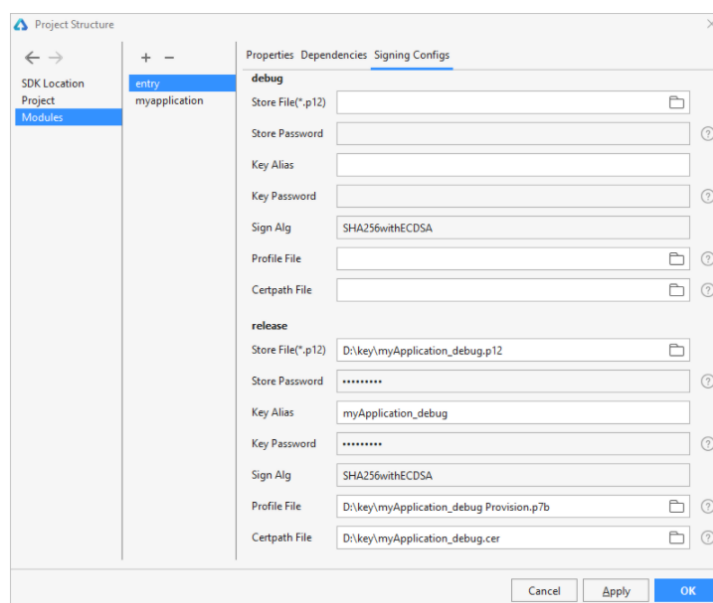 Project Structure
SDK Location
Project
Modules
entry
myapplication
Properties Dependencies Signing Configs
debug
Store File(*.p12)
Store Password
Key Alias
Key Password
Sign Alg SHA256withECDSA
Profile File
Certpath File
release
Store File(*.p12) D:\key\myApplication_debug.p12
Store Password •••••••••
Key Alias myApplication_debug
Key Password •••••••••
Sign Alg SHA256withECDSA
Profile File D:\key\myApplication_debug Provision.p7b
Certpath File D:\key\myApplication_debug.cer
Cancel Apply OK